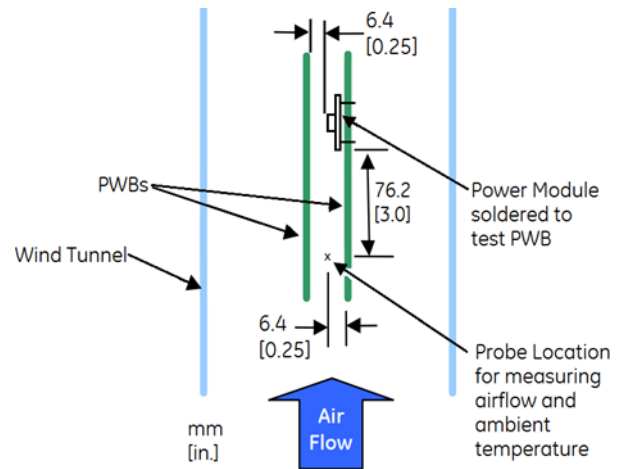 6.4
[0.25]
PWBs
76.2
[3.0]
Power Module
soldered to
test PWB
Wind Tunnel
x
6.4
[0.25]
Probe Location
for measuring
airflow and
ambient
temperature
Air
Flow
mm
[in.]